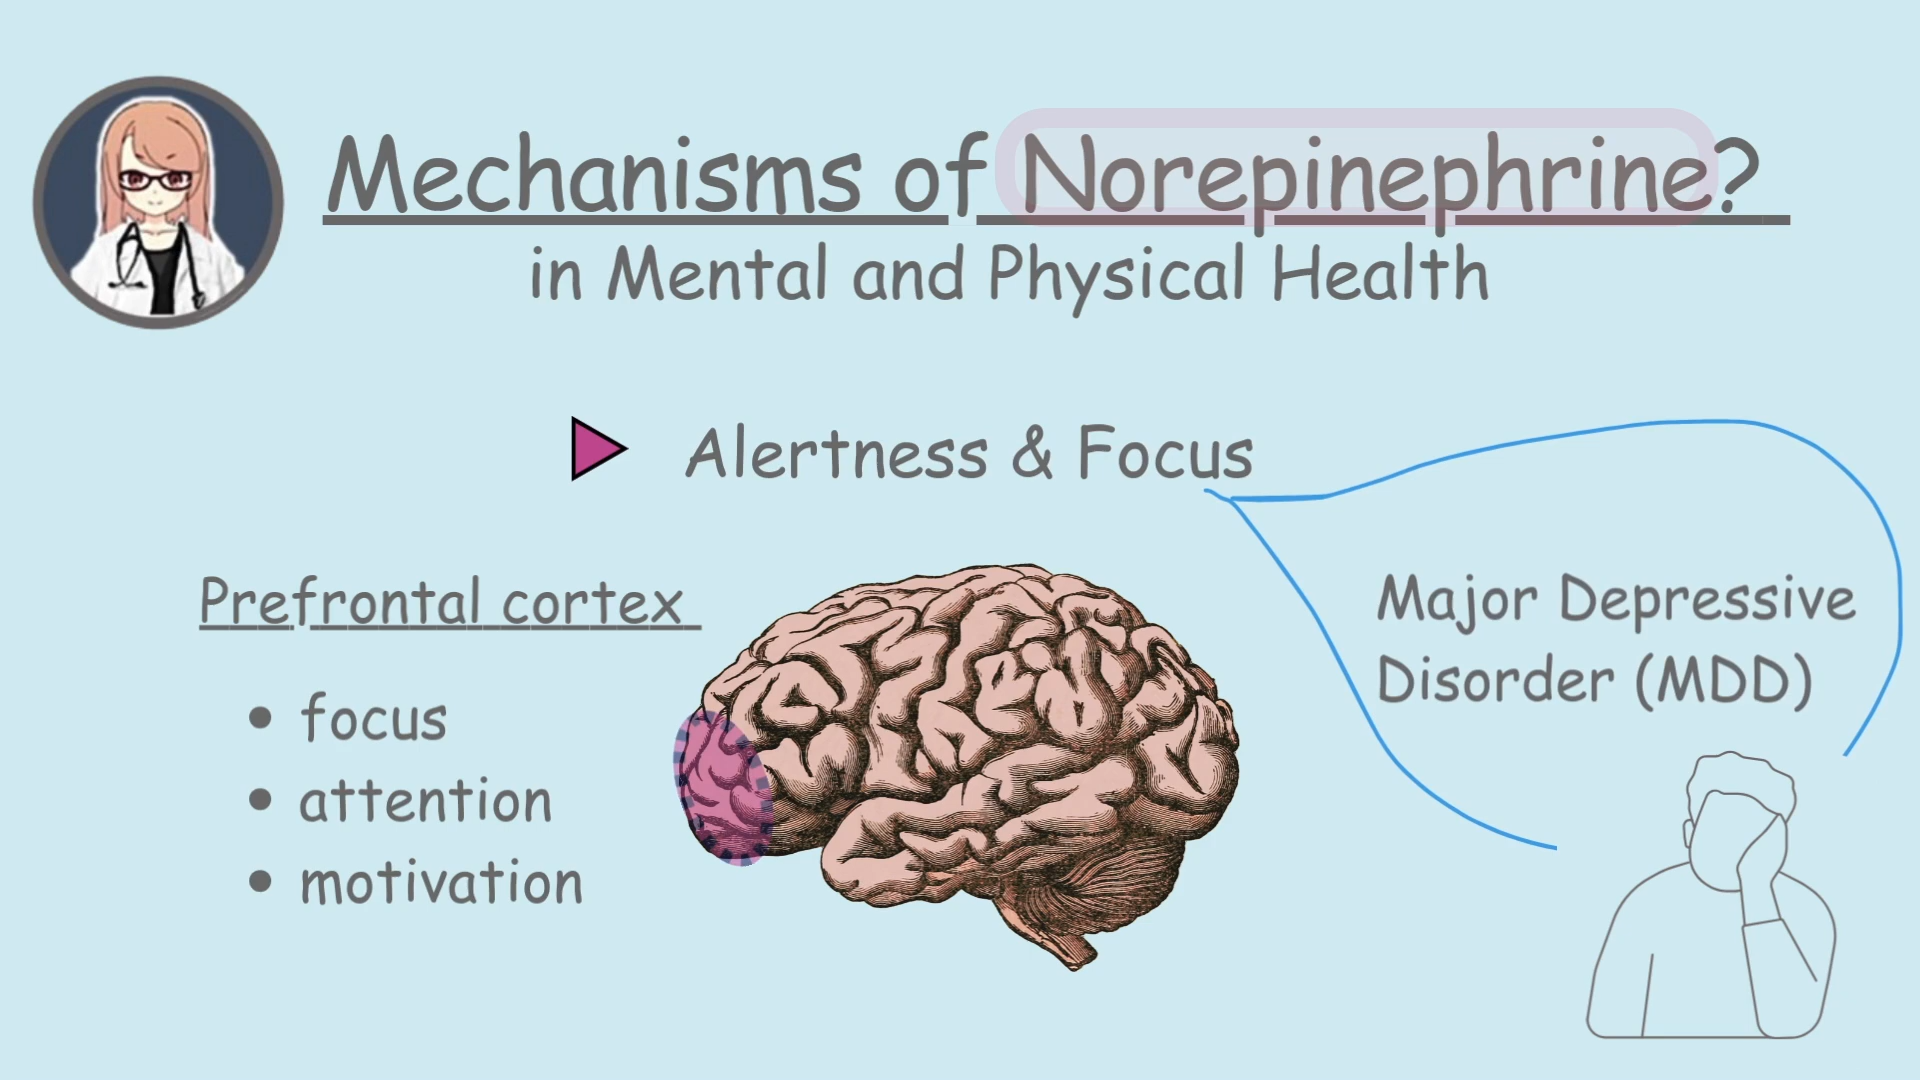 Mechanisms of Norepinephrine?
in Mental and Physical Health
Alertness & Focus
Prefrontal cortex
• focus
• attention
• motivation
Major Depressive
Disorder (MDD)